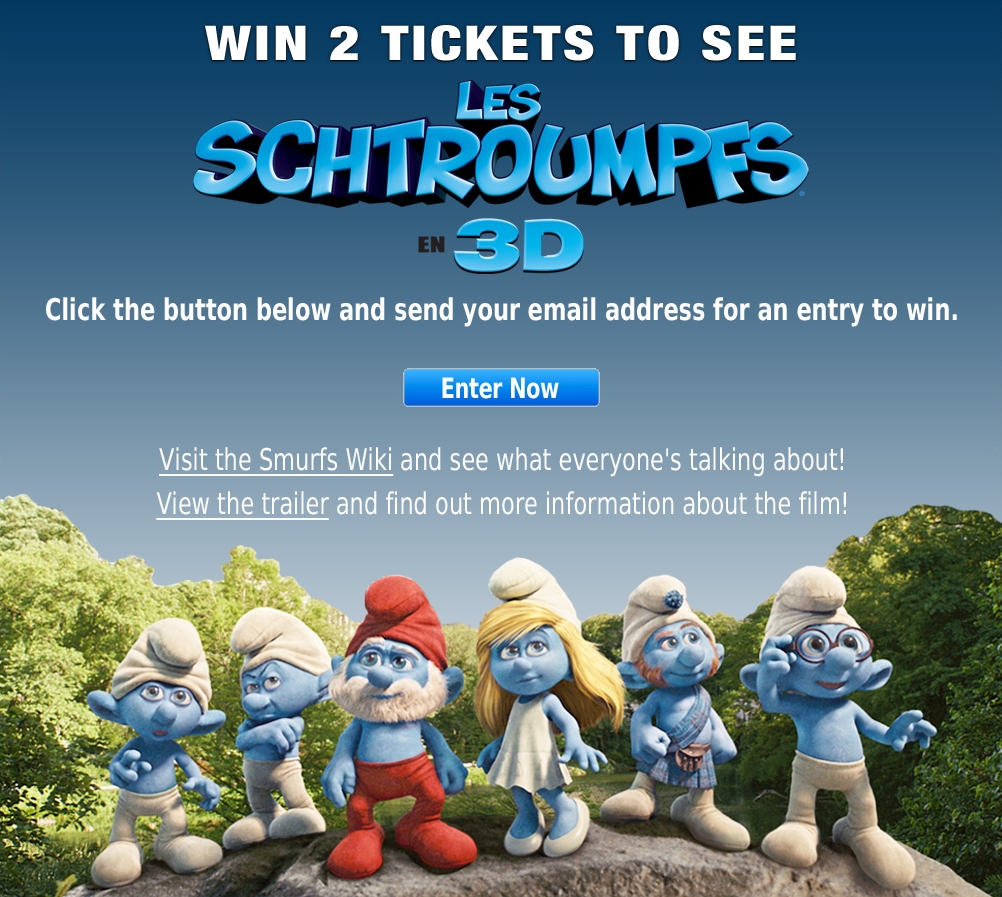 WIN 2 TICKETS TO SEE
LES
SCHTROUMPFS
EN 3D
Click the button below and send your email address for an entry to win.
Enter Now
Visit the Smurfs Wiki and see what everyone's talking about!
View the trailer and find out more information about the film!